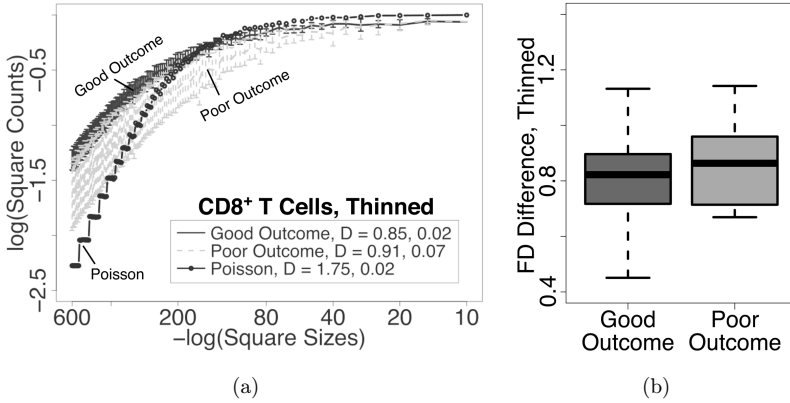 log(Square Counts)
−0.5
−1.5
−2.5
Good Outcome
Poor Outcome
Poisson
CD8+ T Cells, Thinned
Good Outcome, D = 0.85, 0.02
Poor Outcome, D = 0.91, 0.07
Poisson, D = 1.75, 0.02
600 200 80 40 20 10
−log(Square Sizes)
(a)
FD Difference, Thinned
1.2
0.8
0.4
Good Outcome
Poor Outcome
(b)